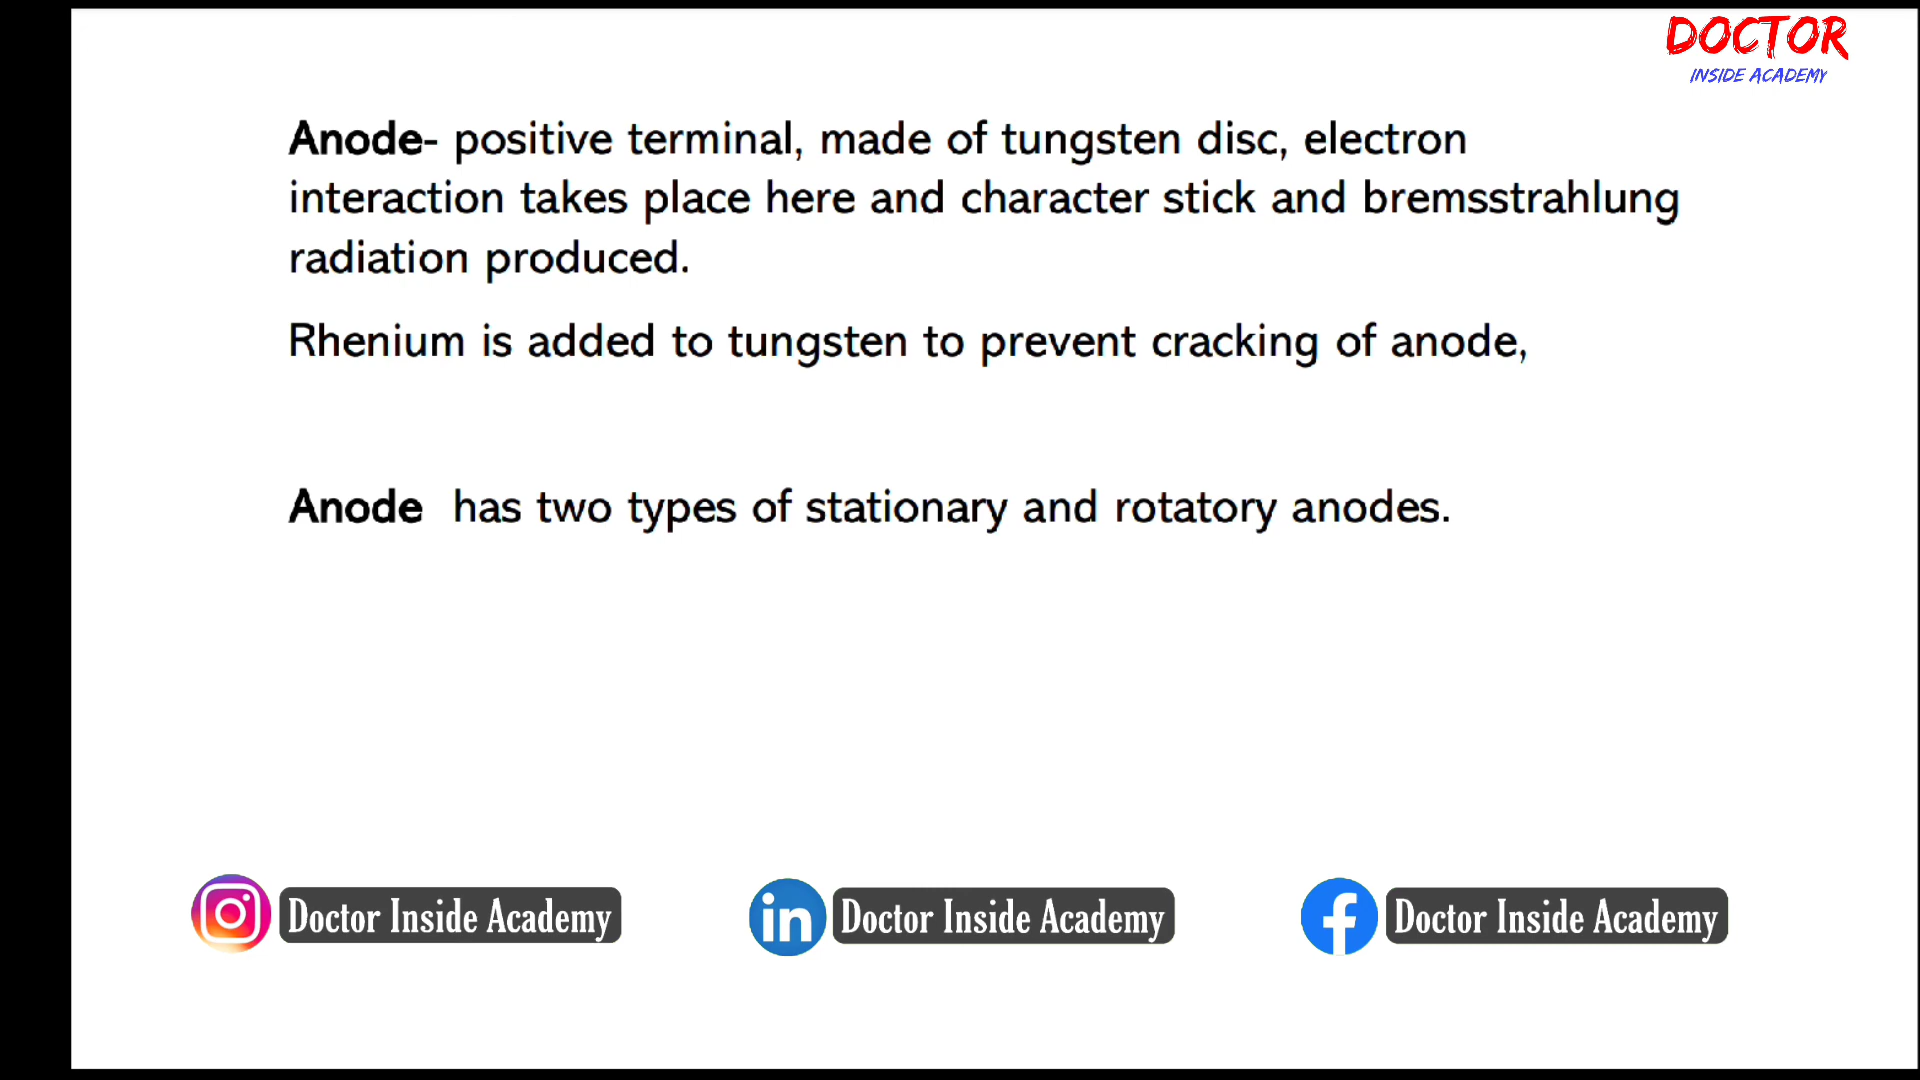 DOCTOR
INSIDE ACADEMY
Anode- positive terminal, made of tungsten disc, electron
interaction takes place here and character stick and bremsstrahlung
radiation produced.
Rhenium is added to tungsten to prevent cracking of anode,
Anode has two types of stationary and rotatory anodes.
Doctor Inside Academy
in Doctor Inside Academy
f Doctor Inside Academy